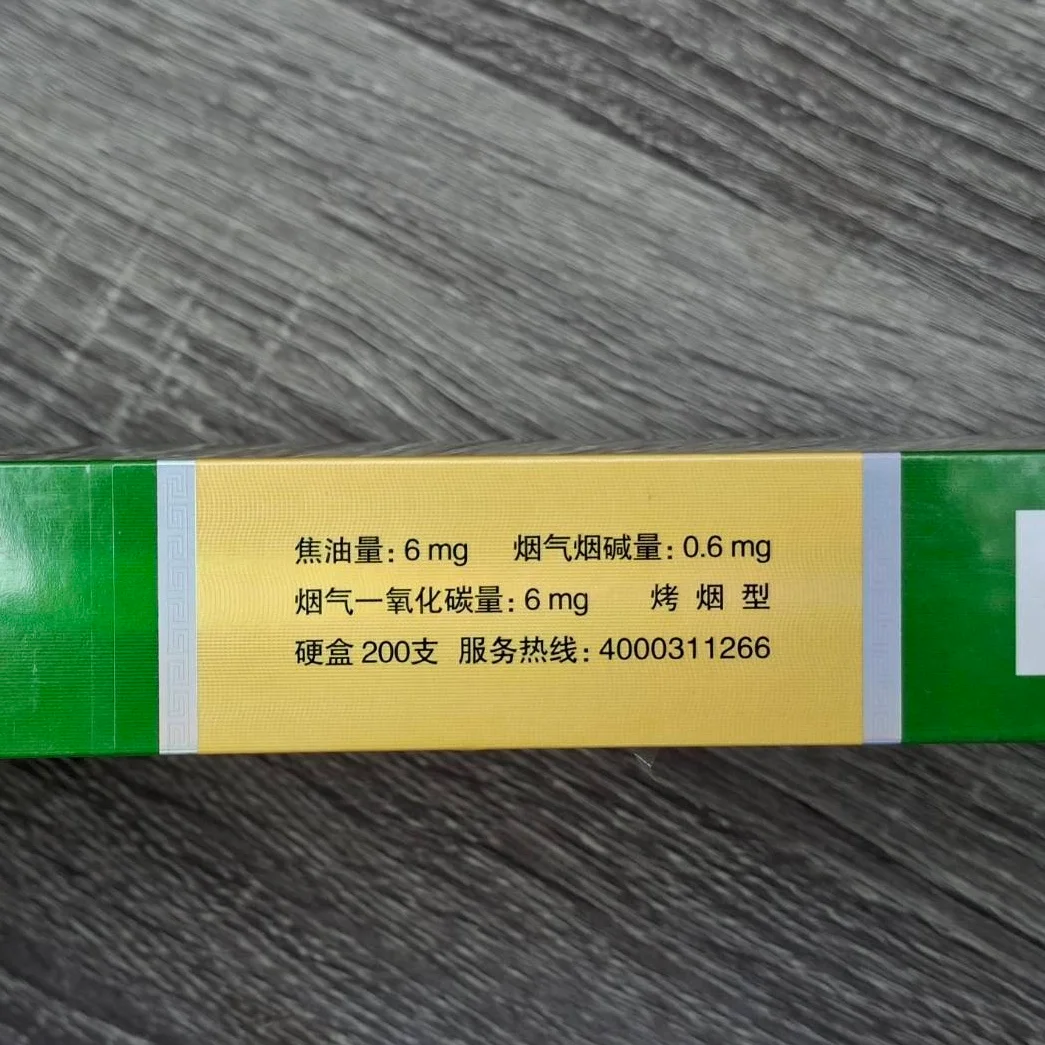 焦油量：6 mg 烟气烟碱量：0.6 mg
烟气一氧化碳量：6 mg 烤 烟 型
硬盒 200支 服务热线：4000311266